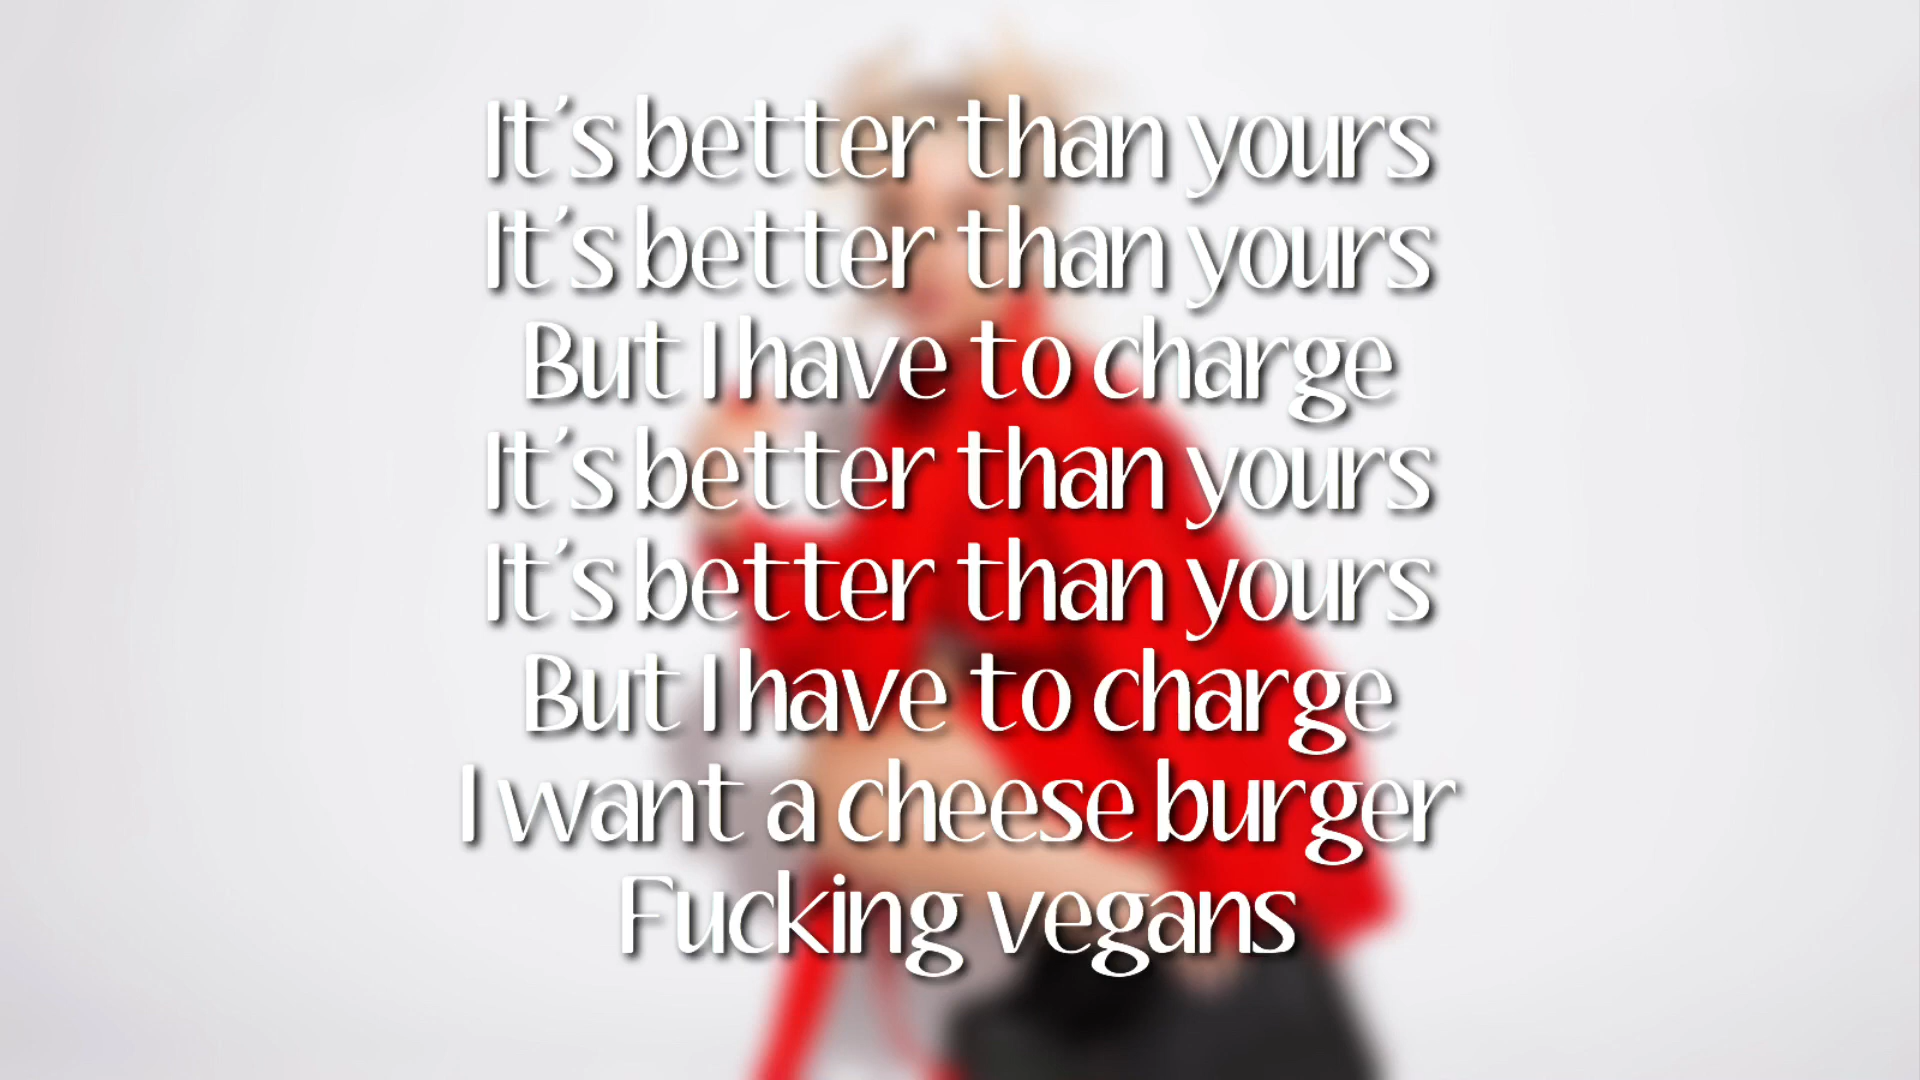 It's better than yours
It's better than yours
But I have to charge
It's better than yours
It's better than yours
But I have to charge
I want a cheese burger
Fucking vegans